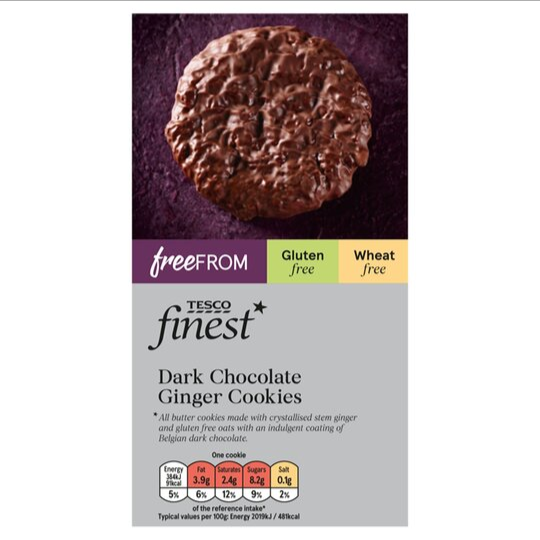 freeFROM
Gluten
free
Wheat
free
TESCO
finest*
Dark Chocolate
Ginger Cookies
*All butter cookies made with crystallised stem ginger
and gluten free oats with an indulgent coating of
Belgian dark chocolate.
One cookie
Energy Fat Saturates Sugars Salt
384kJ
91kcal 3.9g 2.4g 8.2g 0.1g
5% 6% 12% 9% 2%
of the reference intake*
Typical values per 100g: Energy 2019kJ / 481kcal